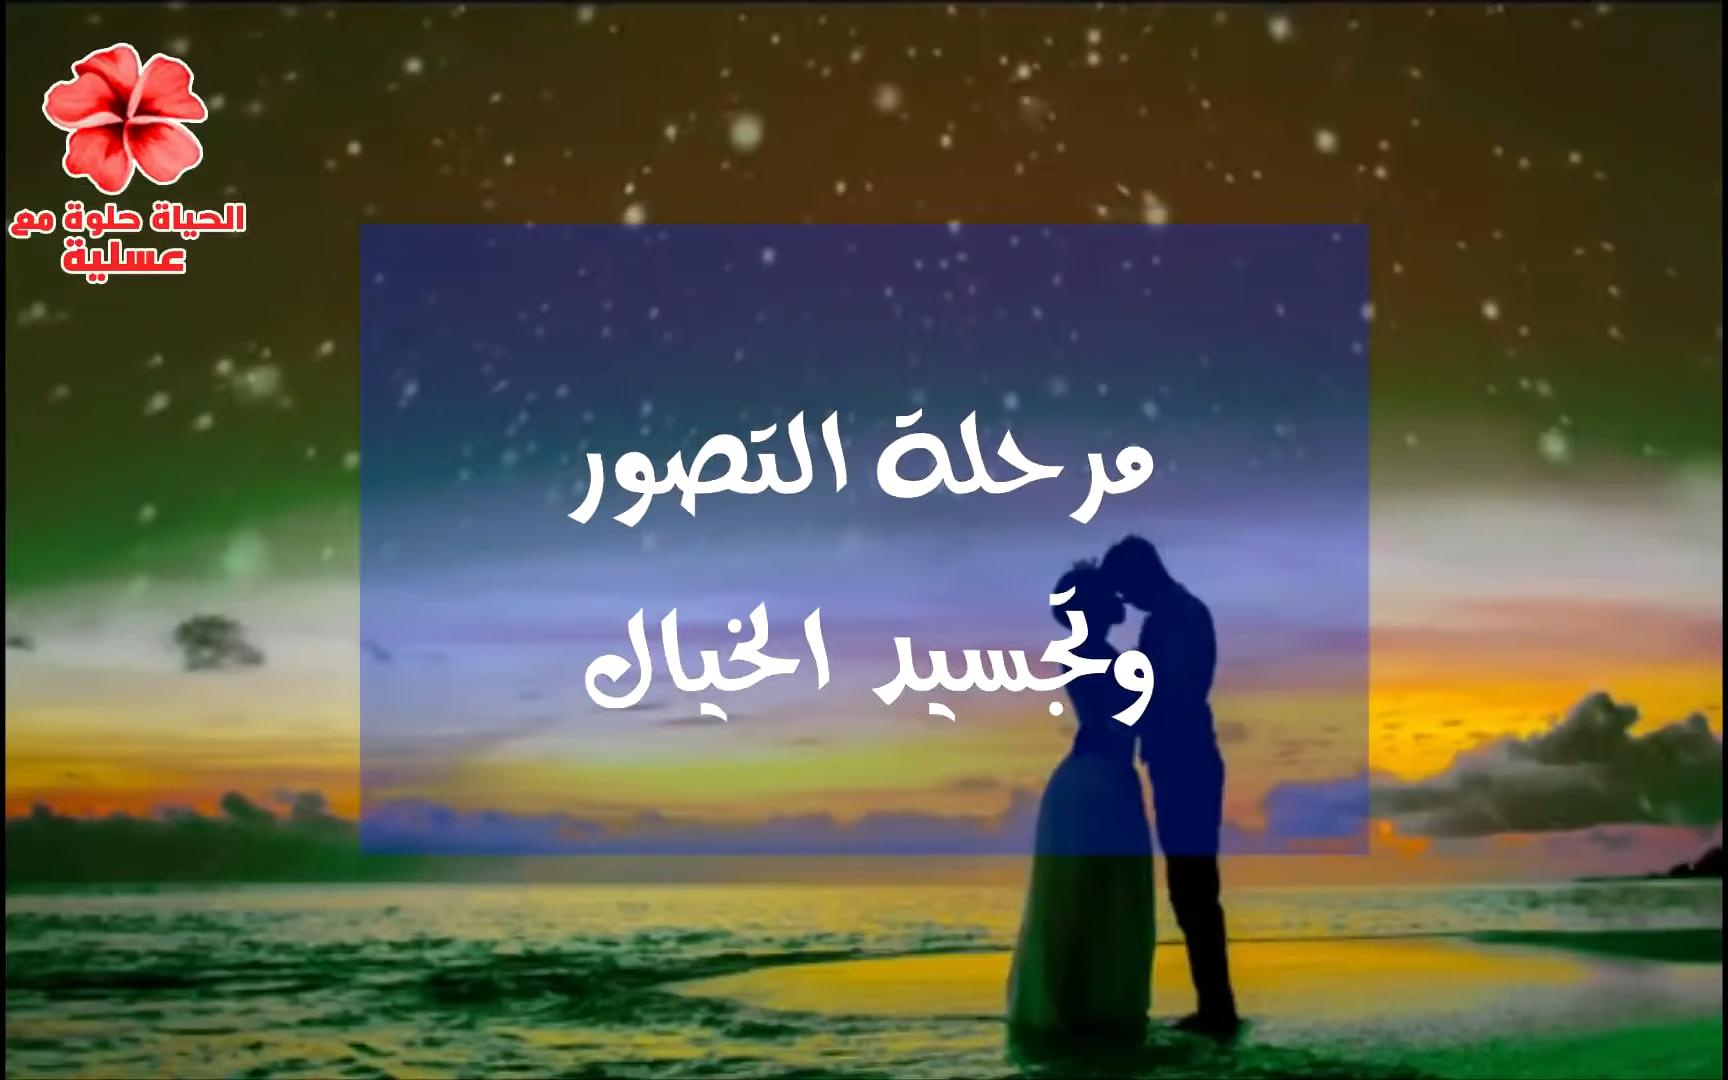 الحياة حلوة مع
عسلية
مرحلة التصور
وتجسيد الخيال